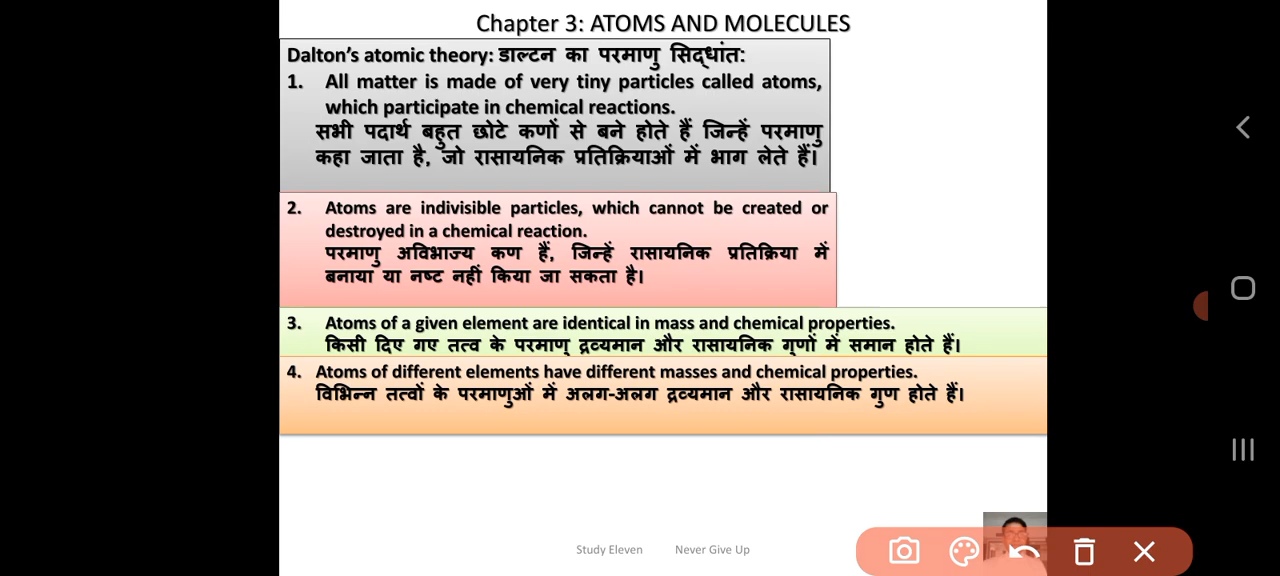 Chapter 3: ATOMS AND MOLECULES
Dalton's atomic theory: डाल्टन का परमाणु सिद्धांत:
1. All matter is made of very tiny particles called atoms,
which participate in chemical reactions.
सभी पदार्थ बहुत छोटे कणों से बने होते हैं जिन्हें परमाणु
कहा जाता है, जो रासायनिक प्रतिक्रियाओं में भाग लेते हैं।
2. Atoms are indivisible particles, which cannot be created or
destroyed in a chemical reaction.
परमाणु अविभाज्य कण हैं, जिन्हें रासायनिक प्रतिक्रिया में
बनाया या नष्ट नहीं किया जा सकता है।
3. Atoms of a given element are identical in mass and chemical properties.
किसी दिए गए तत्व के परमाणु द्रव्यमान और रासायनिक गुणों में समान होते हैं।
4. Atoms of different elements have different masses and chemical properties.
विभिन्न तत्वों के परमाणुओं में अलग-अलग द्रव्यमान और रासायनिक गुण होते हैं।
Study Eleven Never Give Up